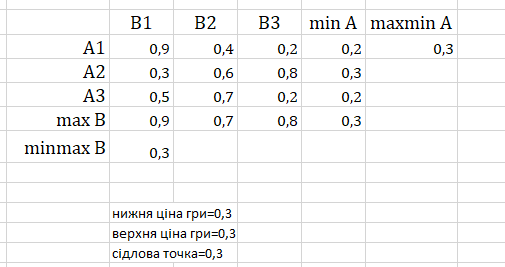 B1 B2 B3 min A maxmin A
A1 0,9 0,4 0,2 0,2 0,3
A2 0,3 0,6 0,8 0,3
A3 0,5 0,7 0,2 0,2
max B 0,9 0,7 0,8 0,3
minmax B 0,3
нижня ціна гри=0,3
верхня ціна гри=0,3
сідлова точка=0,3